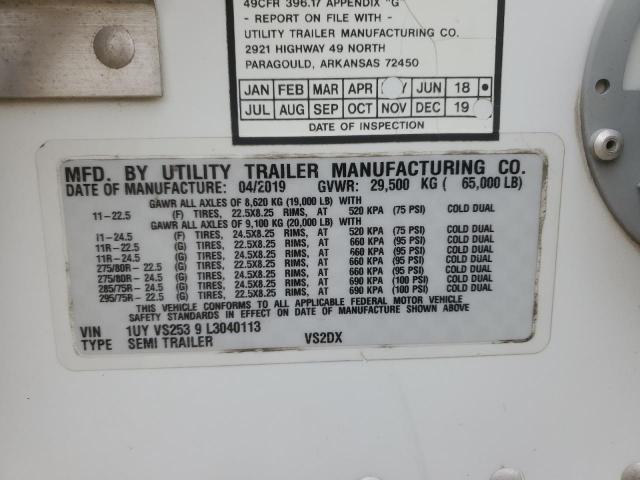 49CFR 396.17 APPENDIX "G"
- REPORT ON FILE WITH -
UTILITY TRAILER MANUFACTURING CO.
2921 HIGHWAY 49 NORTH
PARAGOULD, ARKANSAS 72450
JAN FEB MAR APR Y JUN 18
JUL AUG SEP OCT NOV DEC 19
DATE OF INSPECTION
MFD. BY UTILITY TRAILER MANUFACTURING CO.
DATE OF MANUFACTURE: 04/2019 GVWR: 29,500 KG ( 65,000 LB)
GAWR ALL AXLES OF 8,620 KG (19,000 LB) WITH
11-22.5 (F) TIRES, 22.5X8.25 RIMS, AT 520 KPA (75 PSI) COLD DUAL
GAWR ALL AXLES OF 9,100 KG (20,000 LB) WITH
11-24.5 (F) TIRES, 24.5X8.25 RIMS, AT 520 KPA (75 PSI) COLD DUAL
11R-22.5 (G) TIRES, 22.5X8.25 RIMS, AT 660 KPA (95 PSI) COLD DUAL
11R-24.5 (G) TIRES, 24.5X8.25 RIMS, AT 660 KPA (95 PSI) COLD DUAL
275/80R-22.5 (G) TIRES, 22.5X8.25 RIMS, AT 660 KPA (95 PSI) COLD DUAL
275/80R-24.5 (G) TIRES, 24.5X8.25 RIMS, AT 660 KPA (95 PSI) COLD DUAL
285/75R-24.5 (G) TIRES, 24.5X8.25 RIMS, AT 690 KPA (100 PSI) COLD DUAL
295/75R-22.5 (G) TIRES, 22.5X8.25 RIMS, AT 690 KPA (100 PSI) COLD DUAL
THIS VEHICLE CONFORMS TO ALL APPLICABLE FEDERAL MOTOR VEHICLE
SAFETY STANDARDS IN EFFECT ON DATE OF MANUFACTURE SHOWN ABOVE.
VIN 1UY VS253 9 L3040113
TYPE SEMI TRAILER VS2DX